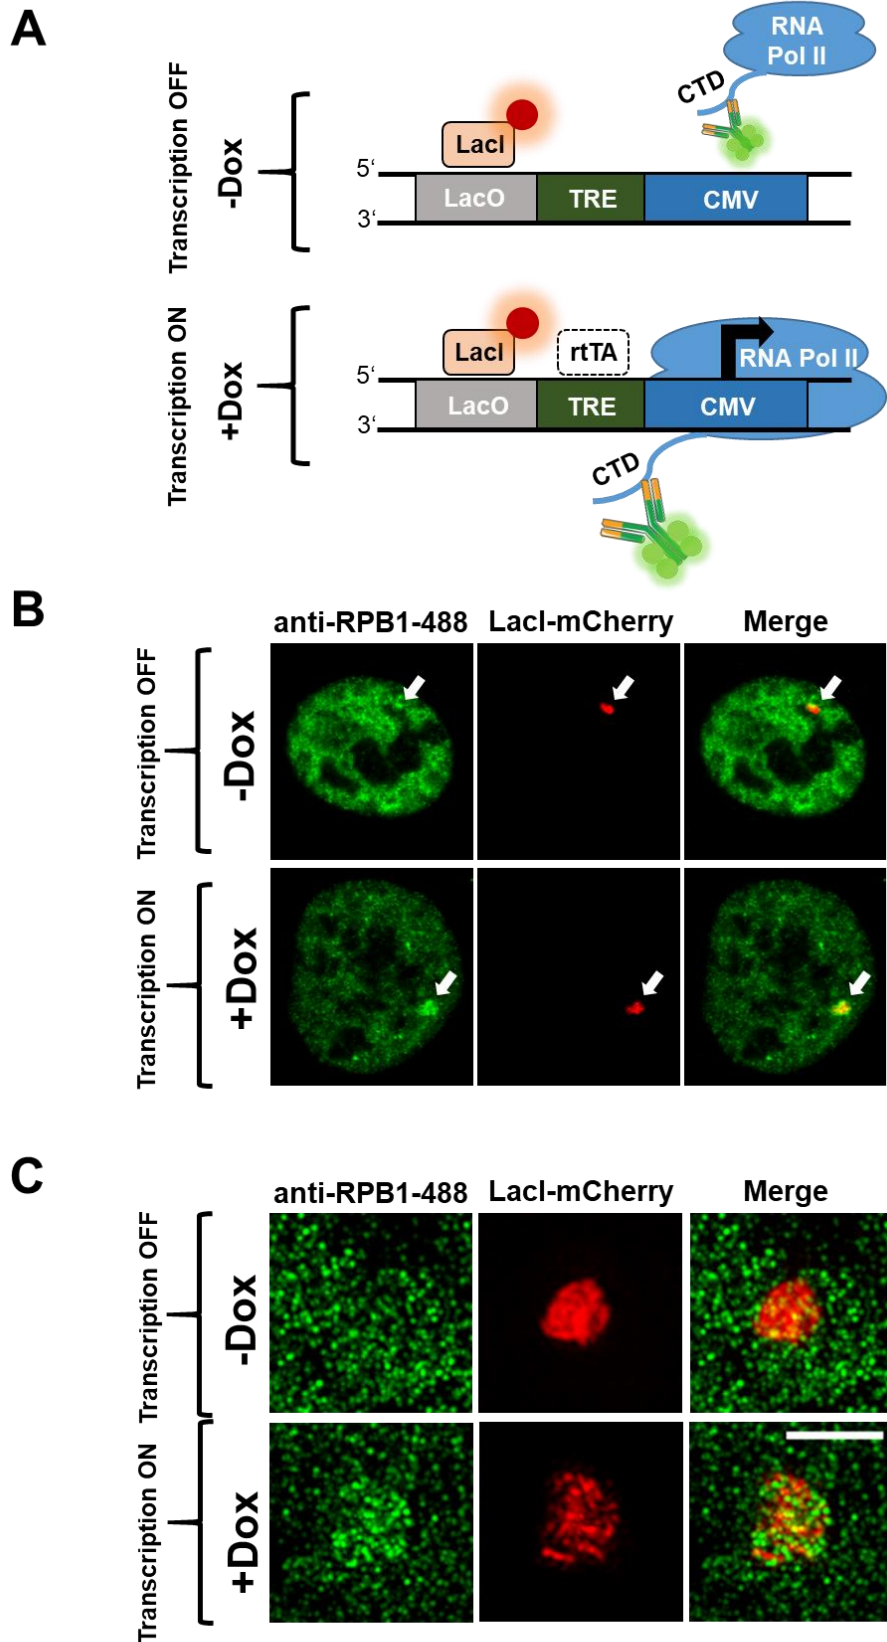 A
Transcription OFF
-Dox
RNA
Pol II
CTD
LacI
5‘
LacO
TRE
CMV
3‘
Transcription ON
+Dox
LacI
rtTA
RNA Pol II
5‘
LacO
TRE
CMV
3‘
CTD
B
anti-RPB1-488
LacI-mCherry
Merge
Transcription OFF
-Dox
Transcription ON
+Dox
C
anti-RPB1-488
LacI-mCherry
Merge
Transcription OFF
-Dox
Transcription ON
+Dox